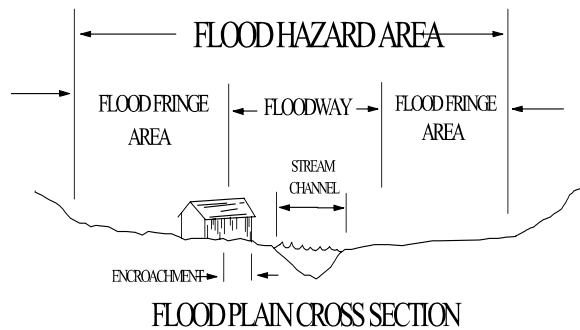 FLOOD HAZARD AREA
FLOOD FRINGE
AREA
FLOODWAY
FLOOD FRINGE
AREA
STREAM
CHANNEL
ENCROACHMENT
FLOOD PLAIN CROSS SECTION